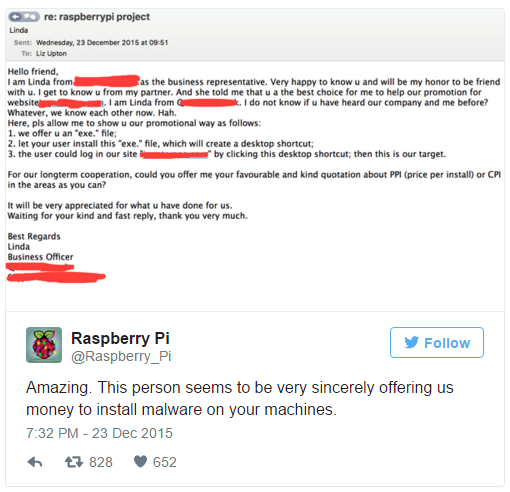 re: raspberrypi project
Linda
Sent: Wednesday, 23 December 2015 at 09:51
To: Liz Upton
Hello friend,
I am Linda from as the business representative. Very happy to know u and will be my honor to be friend
with u. I get to know u from my partner. And she told me that u a the best choice for me to help our promotion for
website . I am Linda from k. I do not know if u have heard our company and me before?
Whatever, we know each other now. Hah.
Here, pls allow me to show u our promotional way as follows:
1. we offer u an "exe." file;
2. let your user install this "exe." file, which will create a desktop shortcut;
3. the user could log in our site " " by clicking this desktop shortcut; then this is our target.
For our longterm cooperation, could you offer me your favourable and kind quotation about PPI (price per install) or CPI
in the areas as you can?
It will be very appreciated for what u have done for us.
Waiting for your kind and fast reply, thank you very much.
Best Regards
Linda
Business Officer
Raspberry Pi
@Raspberry_Pi
Follow
Amazing. This person seems to be very sincerely offering us
money to install malware on your machines.
7:32 PM - 23 Dec 2015
828 652